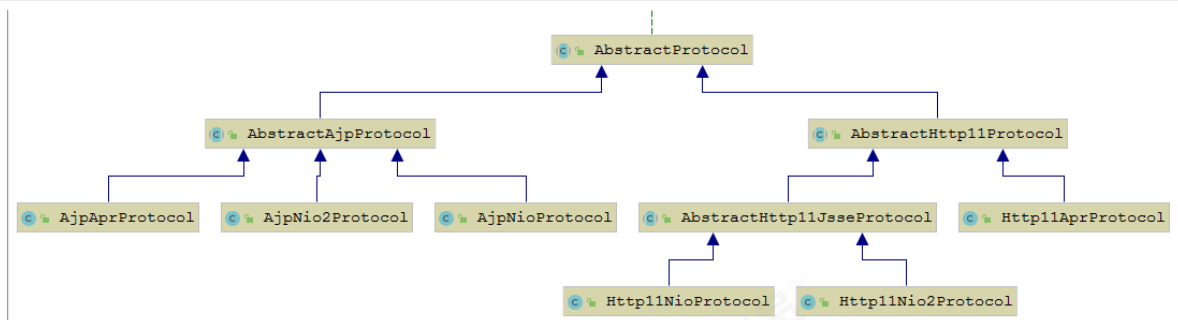 AbstractProtocol
AbstractAjpProtocol
AbstractHttp11Protocol
AjpAprProtocol
AjpNio2Protocol
AjpNioProtocol
AbstractHttp11JsseProtocol
Http11AprProtocol
Http11NioProtocol
Http11Nio2Protocol